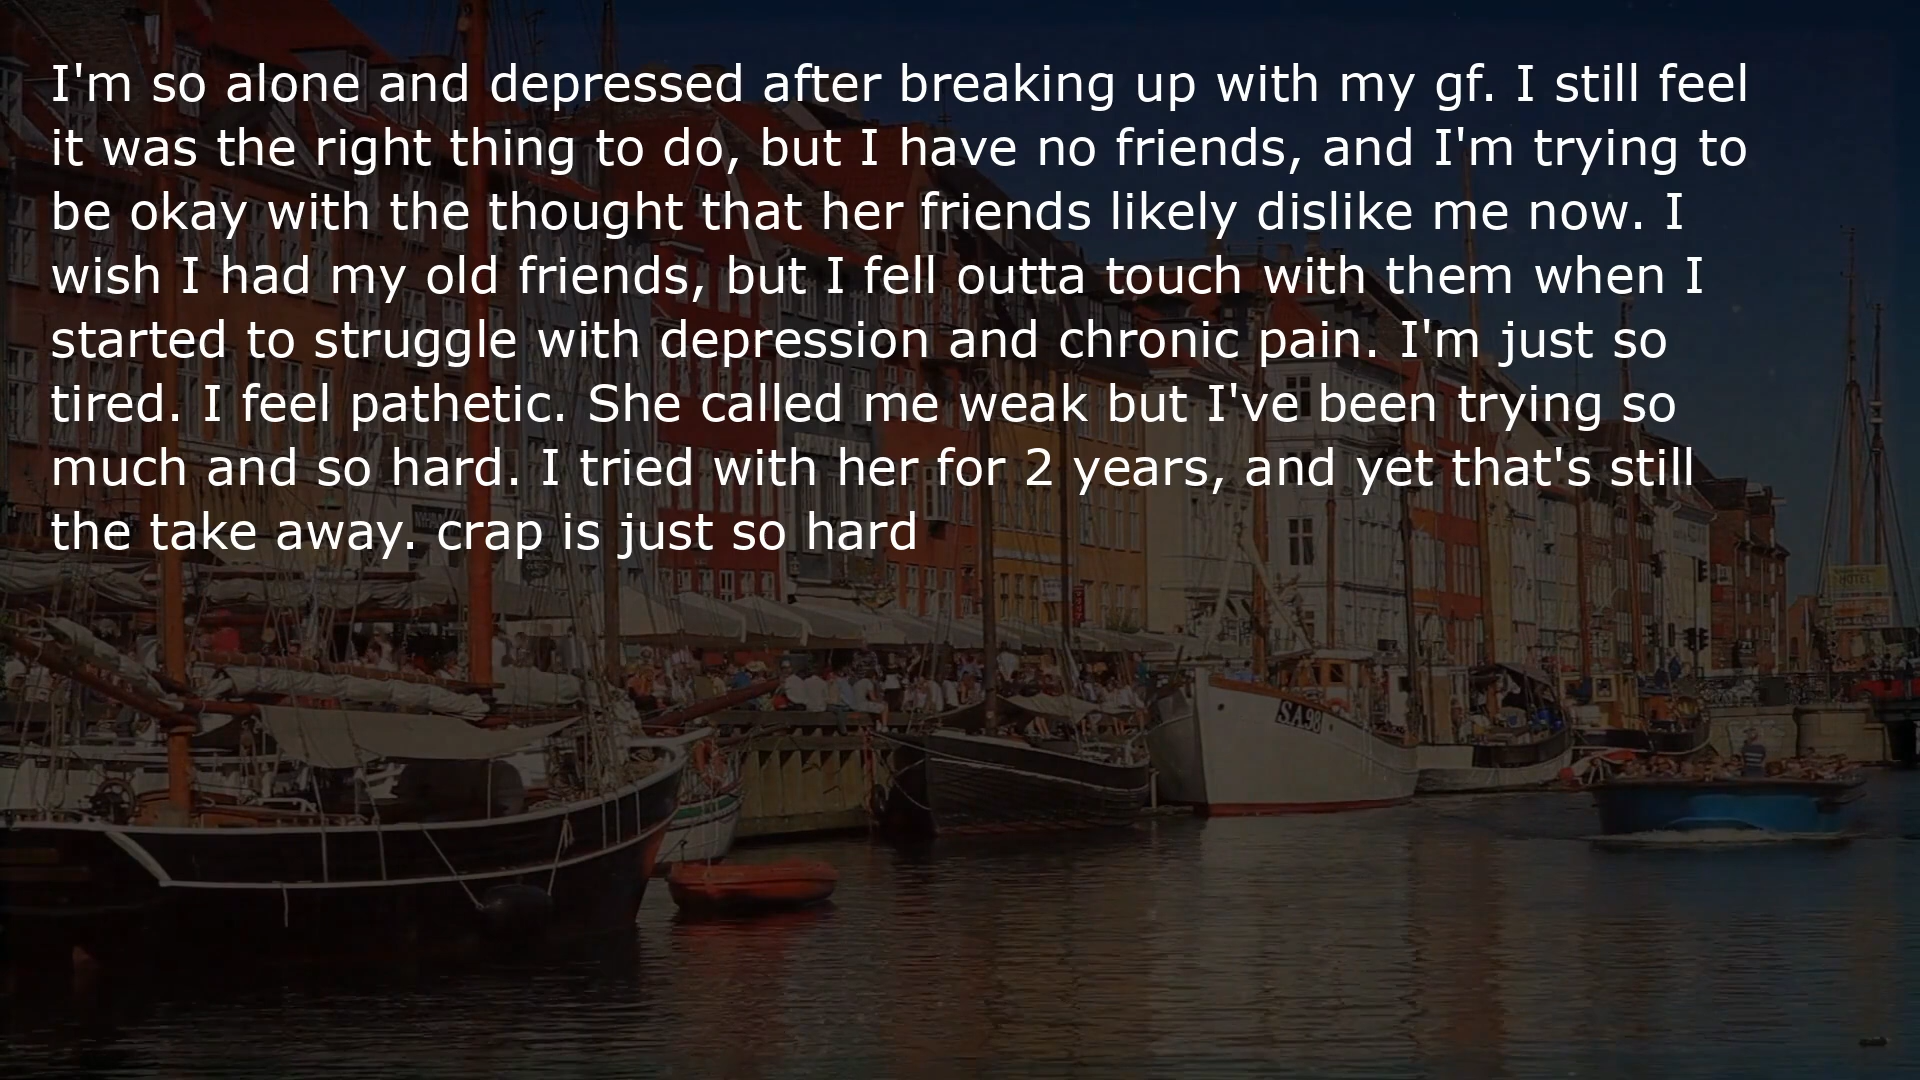 I'm so alone and depressed after breaking up with my gf. I still feel
it was the right thing to do, but I have no friends, and I'm trying to
be okay with the thought that her friends likely dislike me now. I
wish I had my old friends, but I fell outta touch with them when I
started to struggle with depression and chronic pain. I'm just so
tired. I feel pathetic. She called me weak but I've been trying so
much and so hard. I tried with her for 2 years, and yet that's still
the take away. crap is just so hard
HOTEL
SA98